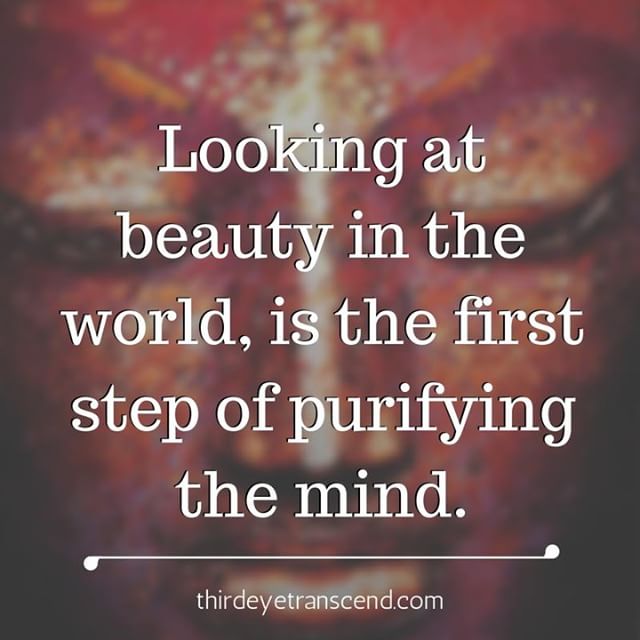 Looking at
beauty in the
world, is the first
step of purifying
the mind.
thirdeyetranscend.com